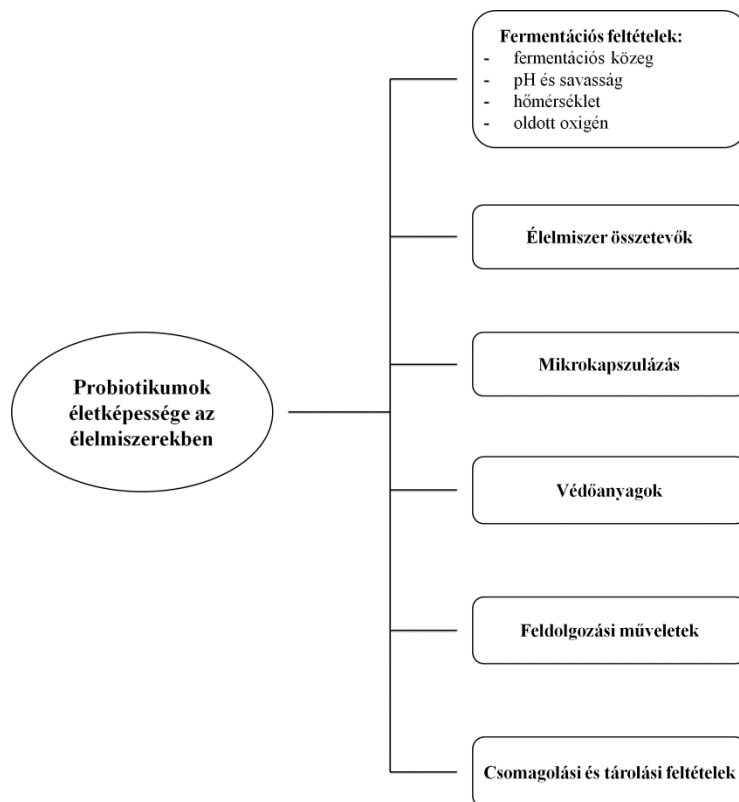 Fermentációs feltételek:
- fermentációs közeg
- pH és savasság
- hőmérséklet
- oldott oxigén
Élelmiszer összetevők
Mikrokapszulázás
Probiotikumok
életképessége az
élelmiszerekben
Védőanyagok
Feldolgozási műveletek
Csomagolási és tárolási feltételek